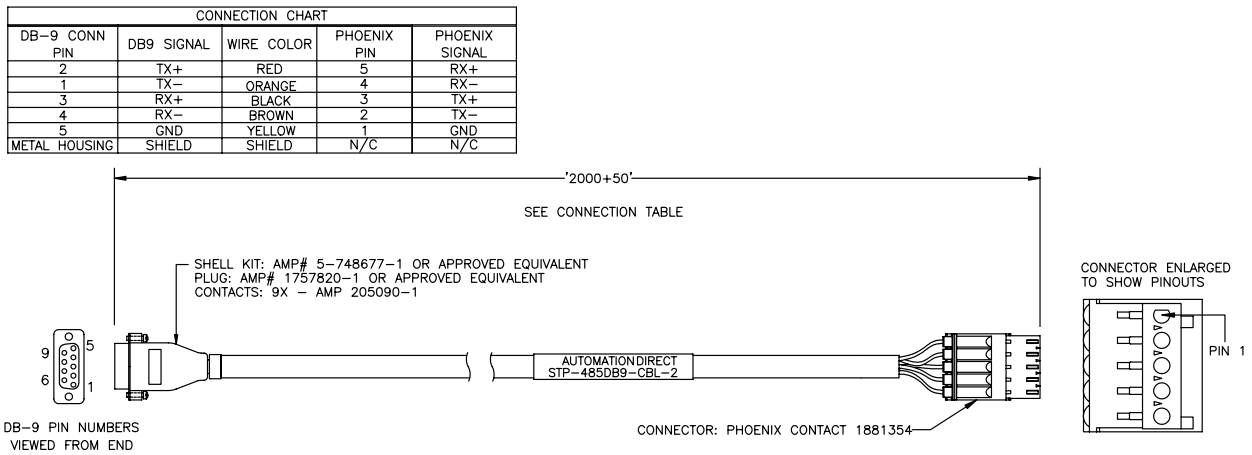 CONNECTION CHART
DB-9 CONN PIN DB9 SIGNAL WIRE COLOR PHOENIX PIN PHOENIX SIGNAL
2 TX+ RED 5 RX+
1 TX- ORANGE 4 RX-
3 RX+ BLACK 3 TX+
4 RX- BROWN 2 TX-
5 GND YELLOW 1 GND
METAL HOUSING SHIELD SHIELD N/C N/C
'2000+50'
SEE CONNECTION TABLE
SHELL KIT: AMP# 5-748677-1 OR APPROVED EQUIVALENT
PLUG: AMP# 1757820-1 OR APPROVED EQUIVALENT
CONTACTS: 9X - AMP 205090-1
CONNECTOR ENLARGED
TO SHOW PINOUTS
9 5
6 1
AUTOMATIONDIRECT
STP-485DB9-CBL-2
PIN 1
DB-9 PIN NUMBERS
VIEWED FROM END
CONNECTOR: PHOENIX CONTACT 1881354